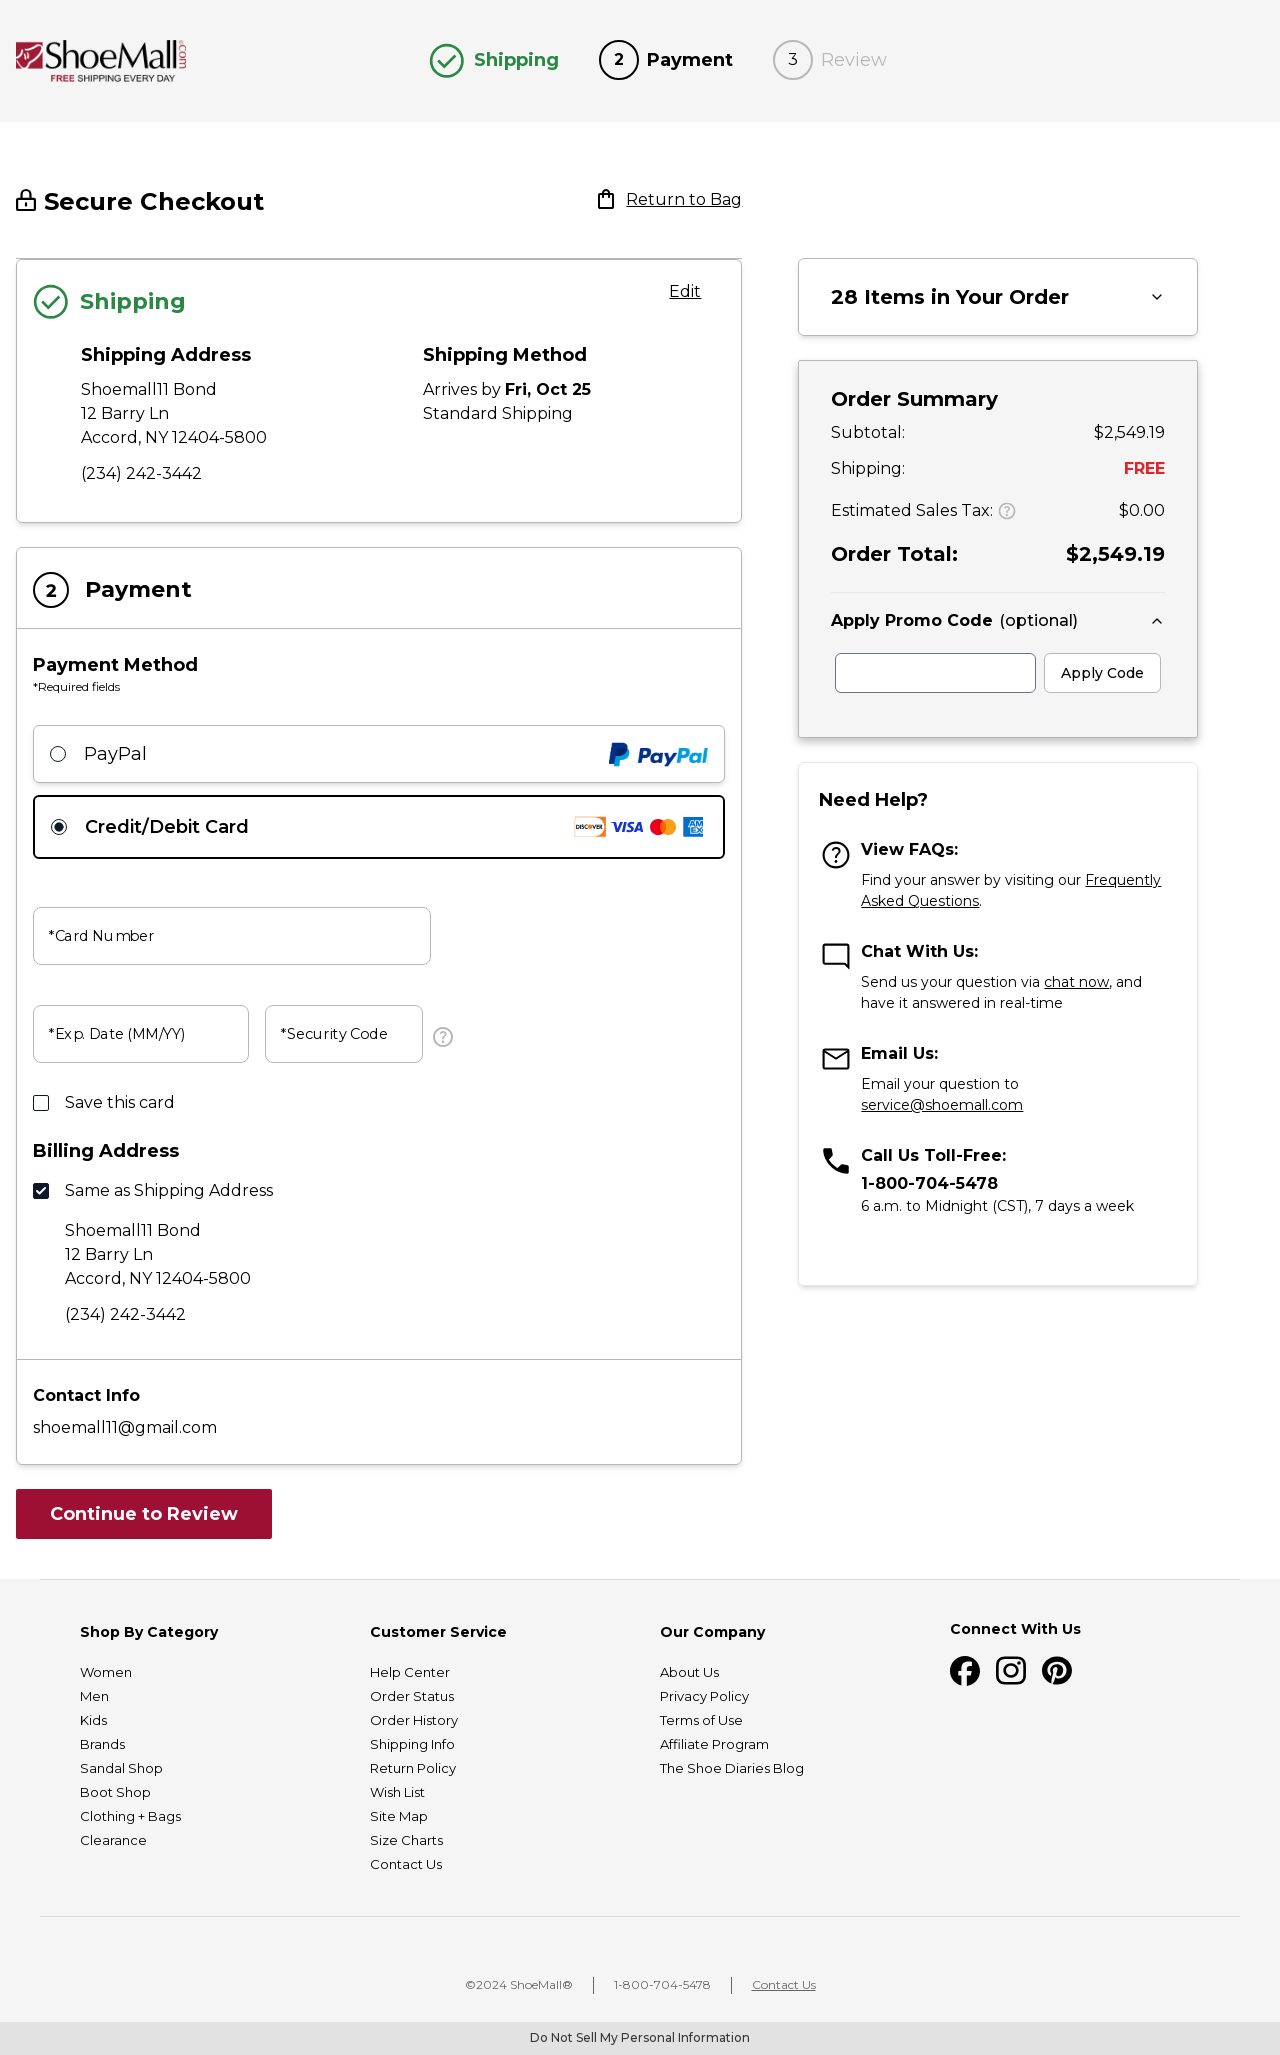 ShoeMall.com
FREE SHIPPING EVERY DAY
Shipping
2 Payment
3 Review
Secure Checkout
Return to Bag
Shipping
Edit
Shipping Address
Shoemall11 Bond
12 Barry Ln
Accord, NY 12404-5800
(234) 242-3442
Shipping Method
Arrives by Fri, Oct 25
Standard Shipping
2 Payment
Payment Method
*Required fields
PayPal
PayPal
Credit/Debit Card
DISCOVER VISA AMEX
*Card Number
*Exp. Date (MM/YY)
*Security Code
?
Save this card
Billing Address
Same as Shipping Address
Shoemall11 Bond
12 Barry Ln
Accord, NY 12404-5800
(234) 242-3442
Contact Info
shoemall11@gmail.com
Continue to Review
28 Items in Your Order
Order Summary
Subtotal: $2,549.19
Shipping: FREE
Estimated Sales Tax: ? $0.00
Order Total: $2,549.19
Apply Promo Code (optional)
Apply Code
Need Help?
?
View FAQs:
Find your answer by visiting our Frequently
Asked Questions.
Chat With Us:
Send us your question via chat now, and
have it answered in real-time
Email Us:
Email your question to
service@shoemall.com
Call Us Toll-Free:
1-800-704-5478
6 a.m. to Midnight (CST), 7 days a week
Shop By Category
Women
Men
Kids
Brands
Sandal Shop
Boot Shop
Clothing + Bags
Clearance
Customer Service
Help Center
Order Status
Order History
Shipping Info
Return Policy
Wish List
Site Map
Size Charts
Contact Us
Our Company
About Us
Privacy Policy
Terms of Use
Affiliate Program
The Shoe Diaries Blog
Connect With Us
©2024 ShoeMall®
1-800-704-5478
Contact Us
Do Not Sell My Personal Information